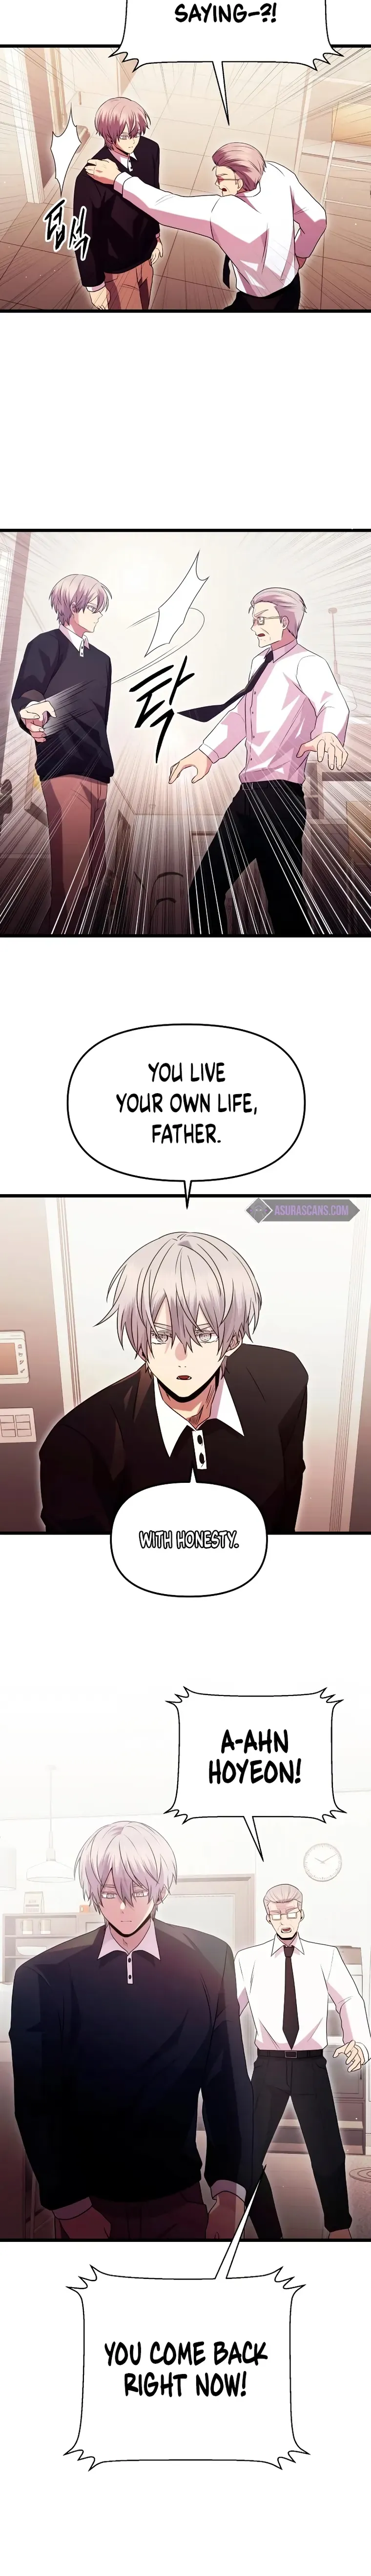 SAYING-?!
덥석
탁
YOU LIVE
YOUR OWN LIFE,
FATHER.
ASURASCANS.COM
WITH HONESTY.
A-AHN
HOYEON!
YOU COME BACK
RIGHT NOW!